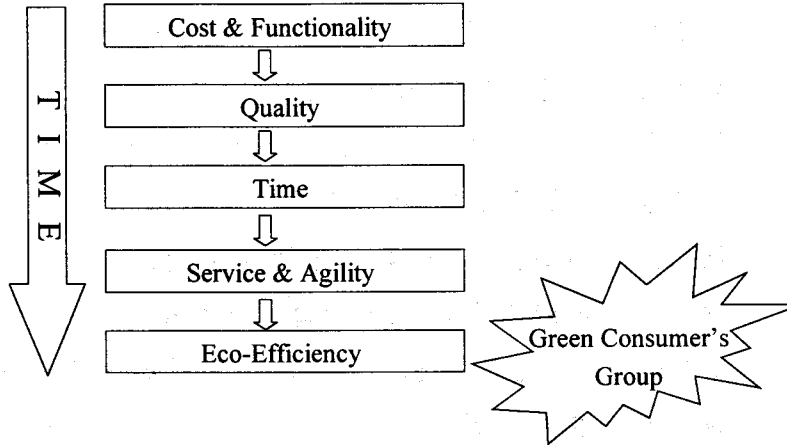 TIME
Cost & Functionality
Quality
Time
Service & Agility
Eco-Efficiency
Green Consumer's
Group